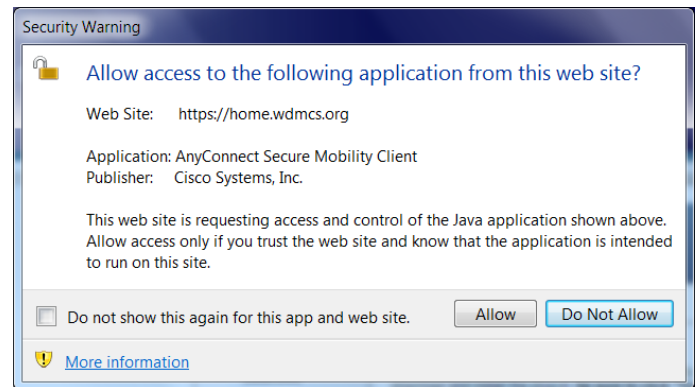 Security Warning
Allow access to the following application from this web site?
Web Site: https://home.wdmcs.org
Application: AnyConnect Secure Mobility Client
Publisher: Cisco Systems, Inc.
This web site is requesting access and control of the Java application shown above.
Allow access only if you trust the web site and know that the application is intended
to run on this site.
Do not show this again for this app and web site. Allow Do Not Allow
More information